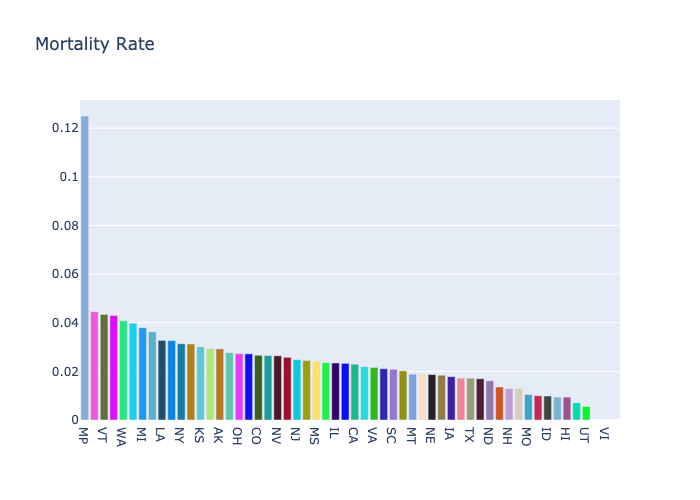 Mortality Rate
0.12
0.1
0.08
0.06
0.04
0.02
0
MP
VT
WA
MI
LA
NY
KS
AK
OH
CO
NV
NJ
MS
IL
CA
VA
SC
MT
NE
IA
TX
ND
NH
MO
ID
HI
UT
VI